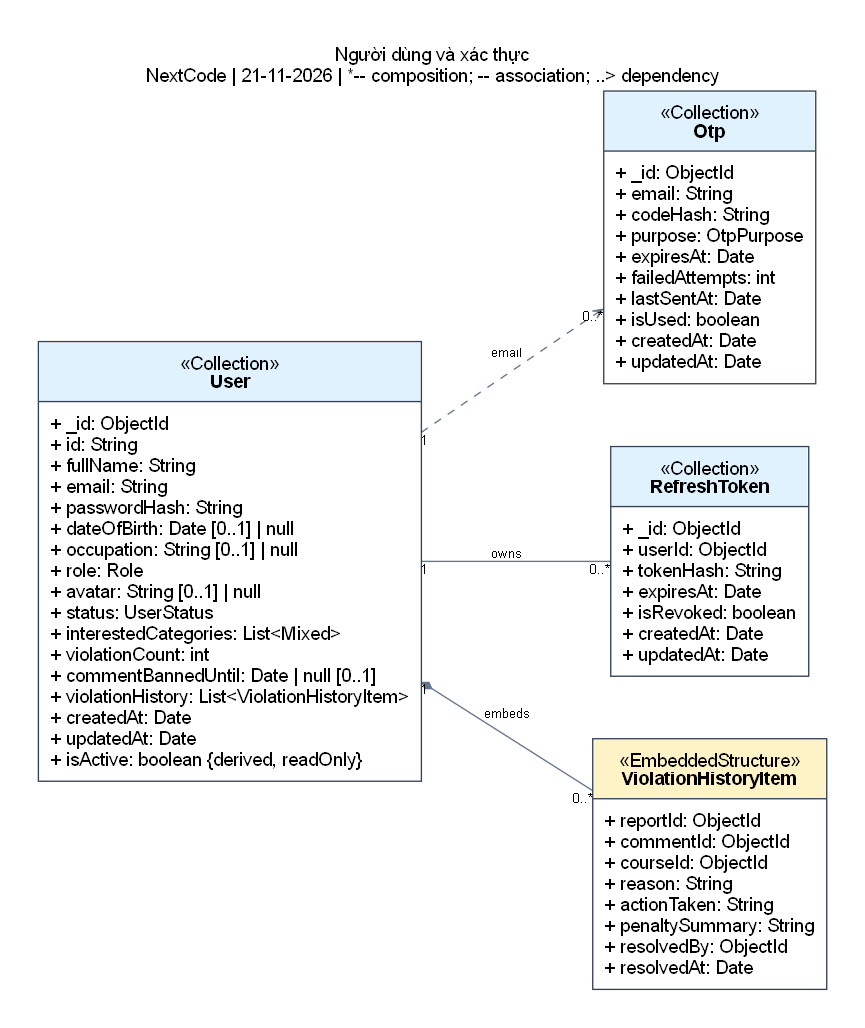 Người dùng và xác thực
NextCode | 21-11-2026 | *-- composition; -- association; ..> dependency
«Collection»
Otp
+ _id: ObjectId
+ email: String
+ codeHash: String
+ purpose: OtpPurpose
+ expiresAt: Date
+ failedAttempts: int
+ lastSentAt: Date
+ isUsed: boolean
+ createdAt: Date
+ updatedAt: Date
0..*
email
1
«Collection»
User
+ _id: ObjectId
+ id: String
+ fullName: String
+ email: String
+ passwordHash: String
+ dateOfBirth: Date [0..1] | null
+ occupation: String [0..1] | null
+ role: Role
+ avatar: String [0..1] | null
+ status: UserStatus
+ interestedCategories: List<Mixed>
+ violationCount: int
+ commentBannedUntil: Date | null [0..1]
+ violationHistory: List<ViolationHistoryItem>
+ createdAt: Date
+ updatedAt: Date
+ isActive: boolean {derived, readOnly}
«Collection»
RefreshToken
+ _id: ObjectId
+ userId: ObjectId
+ tokenHash: String
+ expiresAt: Date
+ isRevoked: boolean
+ createdAt: Date
+ updatedAt: Date
owns
1
0..*
1
embeds
0..*
«EmbeddedStructure»
ViolationHistoryItem
+ reportId: ObjectId
+ commentId: ObjectId
+ courseId: ObjectId
+ reason: String
+ actionTaken: String
+ penaltySummary: String
+ resolvedBy: ObjectId
+ resolvedAt: Date